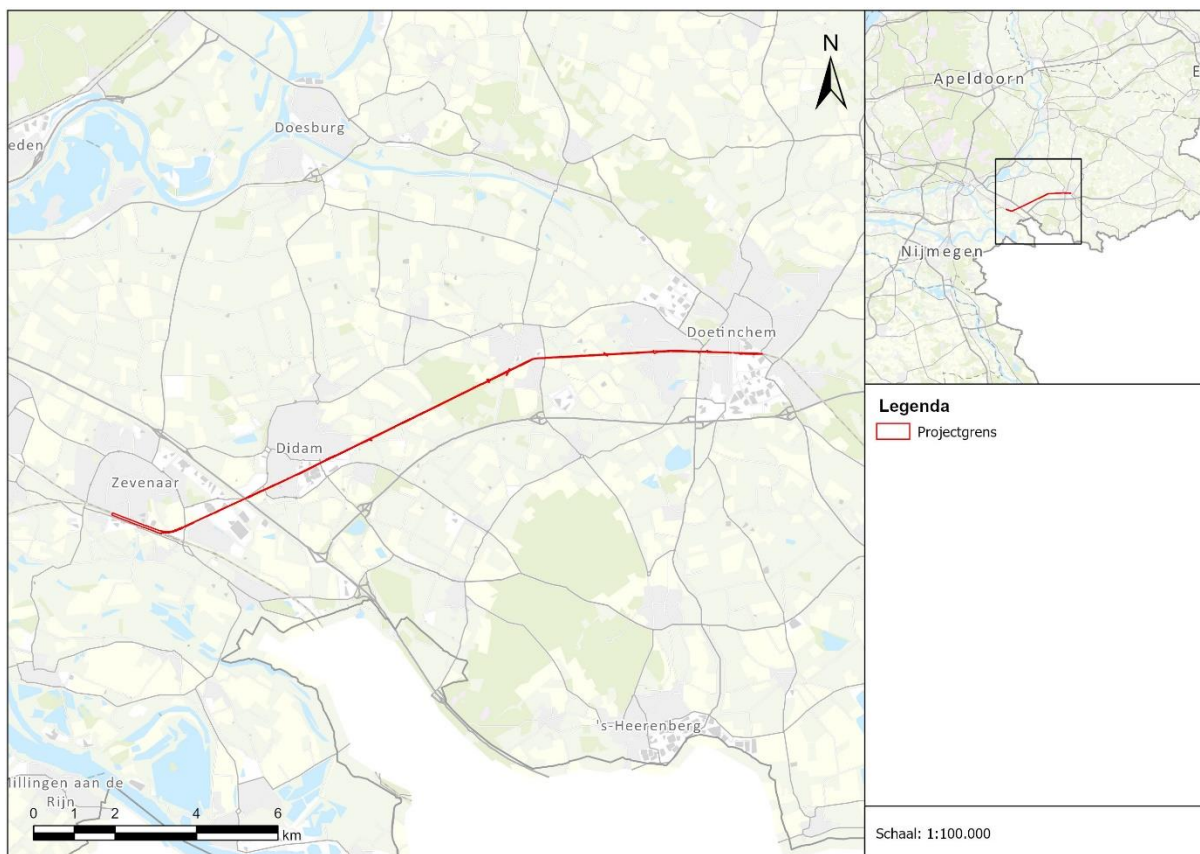 N
Doesburg
eden
Doetinchem
Didam
Zevenaar
's-Heerenberg
Millingen aan de
Rijn
0 1 2 4 6
km
Apeldoorn
E
Nijmegen
Legenda
Projectgrens
Schaal: 1:100.000